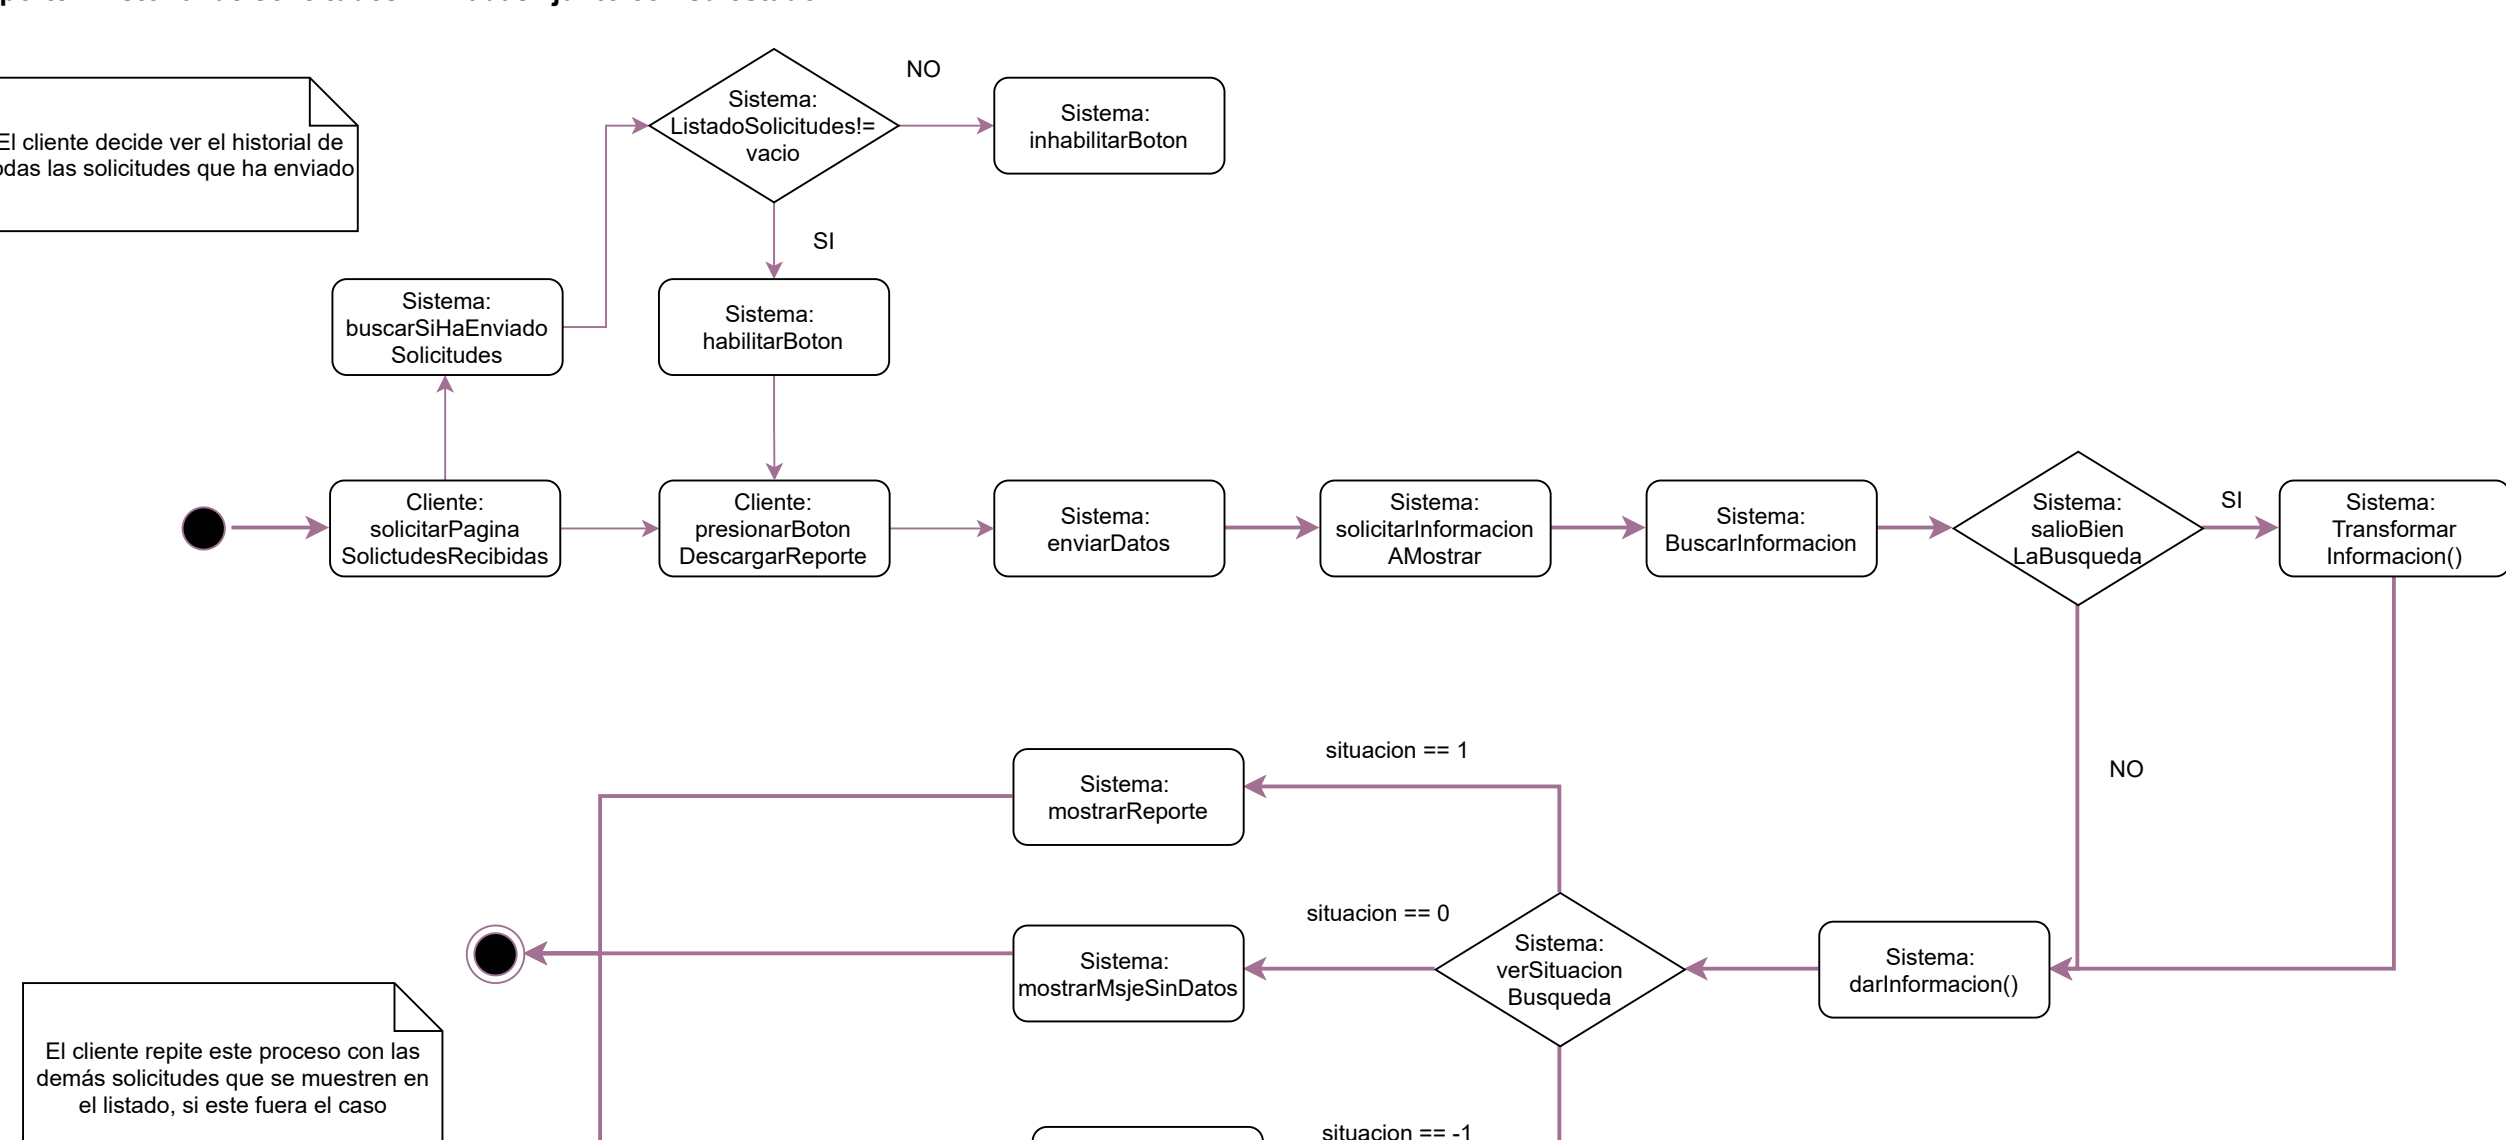 NO
Sistema:
ListadoSolicitudes!=
vacio
Sistema:
inhabilitarBoton
El cliente decide ver el historial de
las solicitudes que ha enviado
SI
Sistema:
buscarSiHaEnviado
Solicitudes
Sistema:
habilitarBoton
Cliente:
solicitarPagina
SolictudesRecibidas
Cliente:
presionarBoton
DescargarReporte
Sistema:
enviarDatos
Sistema:
solicitarInformacion
AMostrar
Sistema:
BuscarInformacion
Sistema:
salioBien
LaBusqueda
SI
Sistema:
Transformar
Informacion()
NO
situacion == 1
Sistema:
mostrarReporte
situacion == 0
Sistema:
mostrarMsjeSinDatos
Sistema:
verSituacion
Busqueda
Sistema:
darInformacion()
El cliente repite este proceso con las
demás solicitudes que se muestren en
el listado, si este fuera el caso
situacion == -1